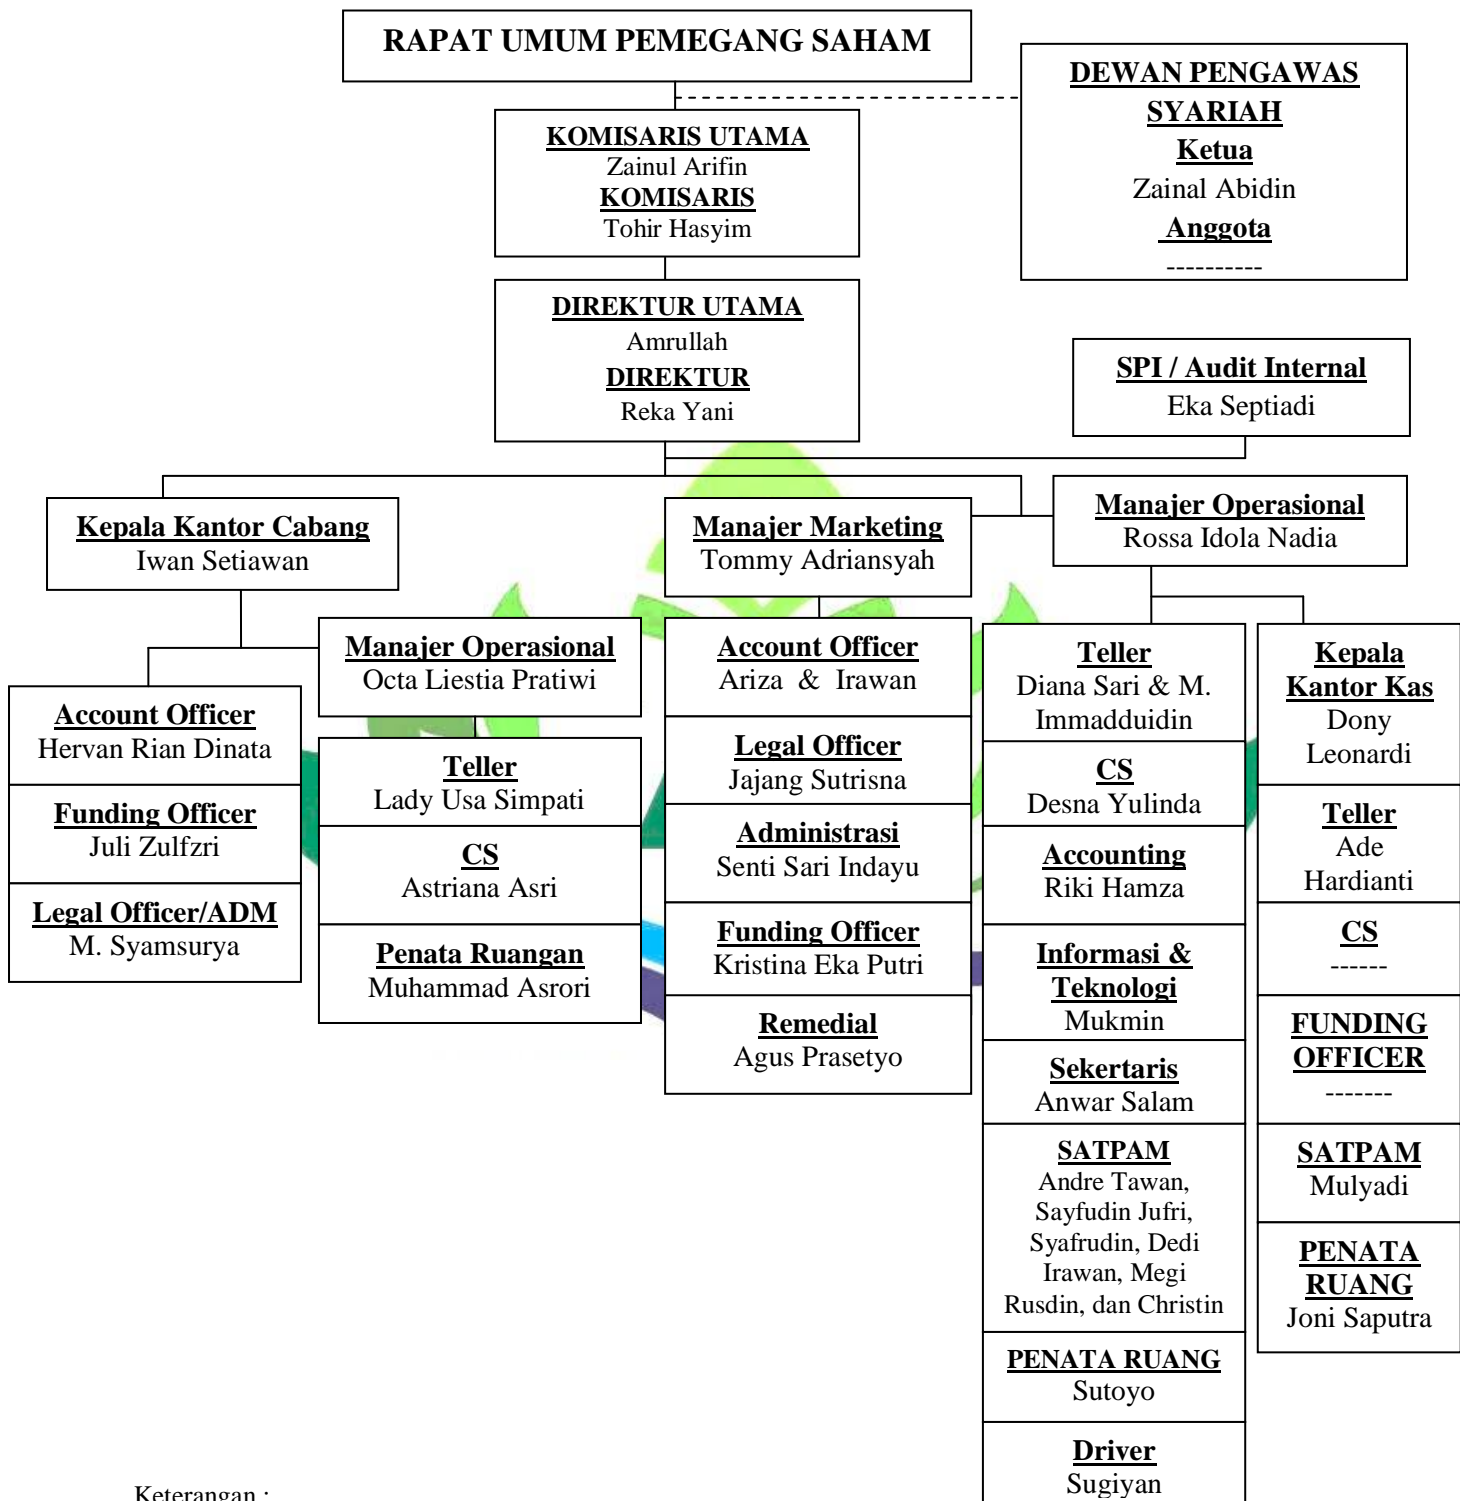 RAPAT UMUM PEMEGANG SAHAM
DEWAN PENGAWAS
SYARIAH
Ketua
Zainal Abidin
Anggota
----------
KOMISARIS UTAMA
Zainul Arifin
KOMISARIS
Tohir Hasyim
DIREKTUR UTAMA
Amrullah
DIREKTUR
Reka Yani
SPI / Audit Internal
Eka Septiadi
Kepala Kantor Cabang
Iwan Setiawan
Manajer Marketing
Tommy Adriansyah
Manajer Operasional
Rossa Idola Nadia
Account Officer
Hervan Rian Dinata
Funding Officer
Juli Zulfzri
Legal Officer/ADM
M. Syamsurya
Manajer Operasional
Octa Liestia Pratiwi
Teller
Lady Usa Simpati
CS
Astriana Asri
Penata Ruangan
Muhammad Asrori
Account Officer
Ariza & Irawan
Legal Officer
Jajang Sutrisna
Administrasi
Senti Sari Indayu
Funding Officer
Kristina Eka Putri
Remedial
Agus Prasetyo
Teller
Diana Sari & M.
Immadduidin
CS
Desna Yulinda
Accounting
Riki Hamza
Informasi &
Teknologi
Mukmin
Sekertaris
Anwar Salam
SATPAM
Andre Tawan,
Sayfudin Jufri,
Syafrudin, Dedi
Irawan, Megi
Rusdin, dan Christin
PENATA RUANG
Sutoyo
Driver
Sugiyan
Kepala
Kantor Kas
Dony
Leonardi
Teller
Ade
Hardianti
CS
------
FUNDING
OFFICER
-------
SATPAM
Mulyadi
PENATA
RUANG
Joni Saputra
Keterangan :